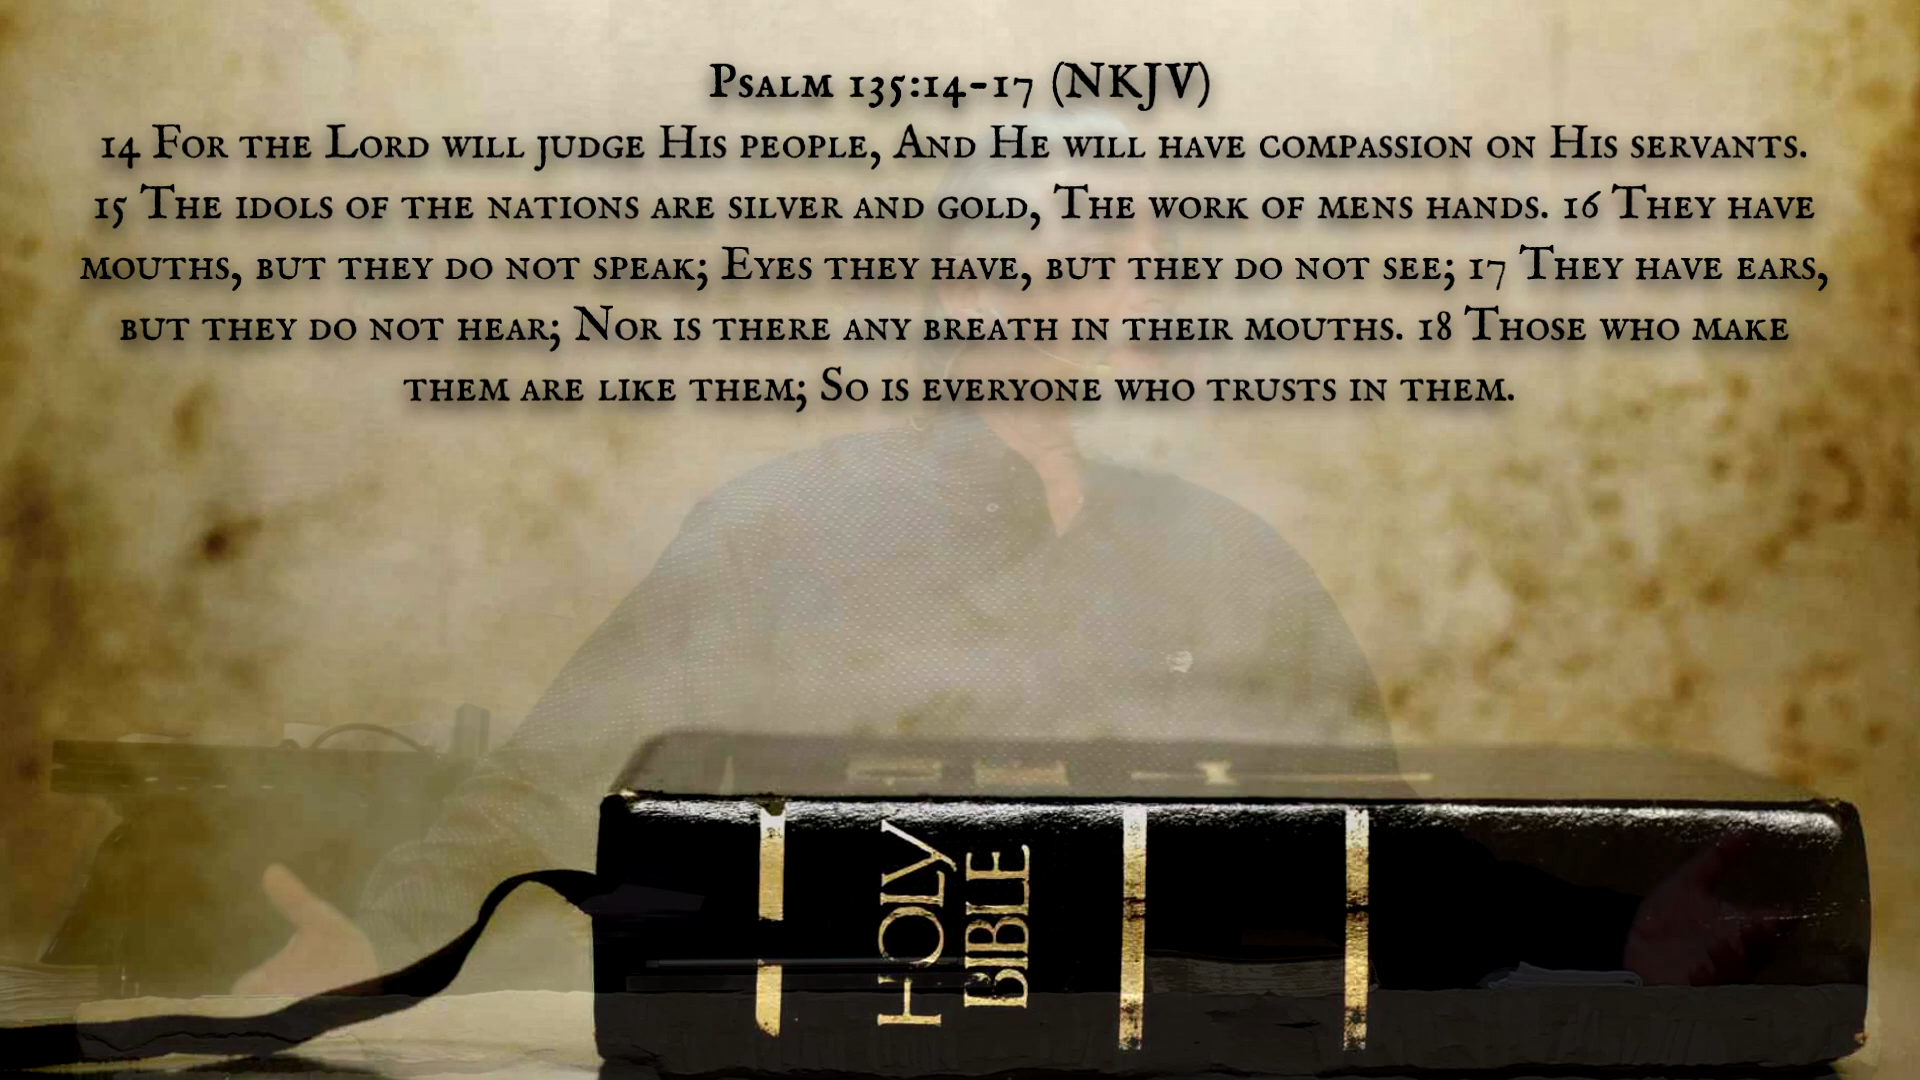 Psalm 135:14-17 (NKJV)
14 For the Lord will judge His people, And He will have compassion on His servants.
15 The idols of the nations are silver and gold, The work of mens hands. 16 They have
mouths, but they do not speak; Eyes they have, but they do not see; 17 They have ears,
but they do not hear; Nor is there any breath in their mouths. 18 Those who make
them are like them; So is everyone who trusts in them.
HOLY
BIBLE